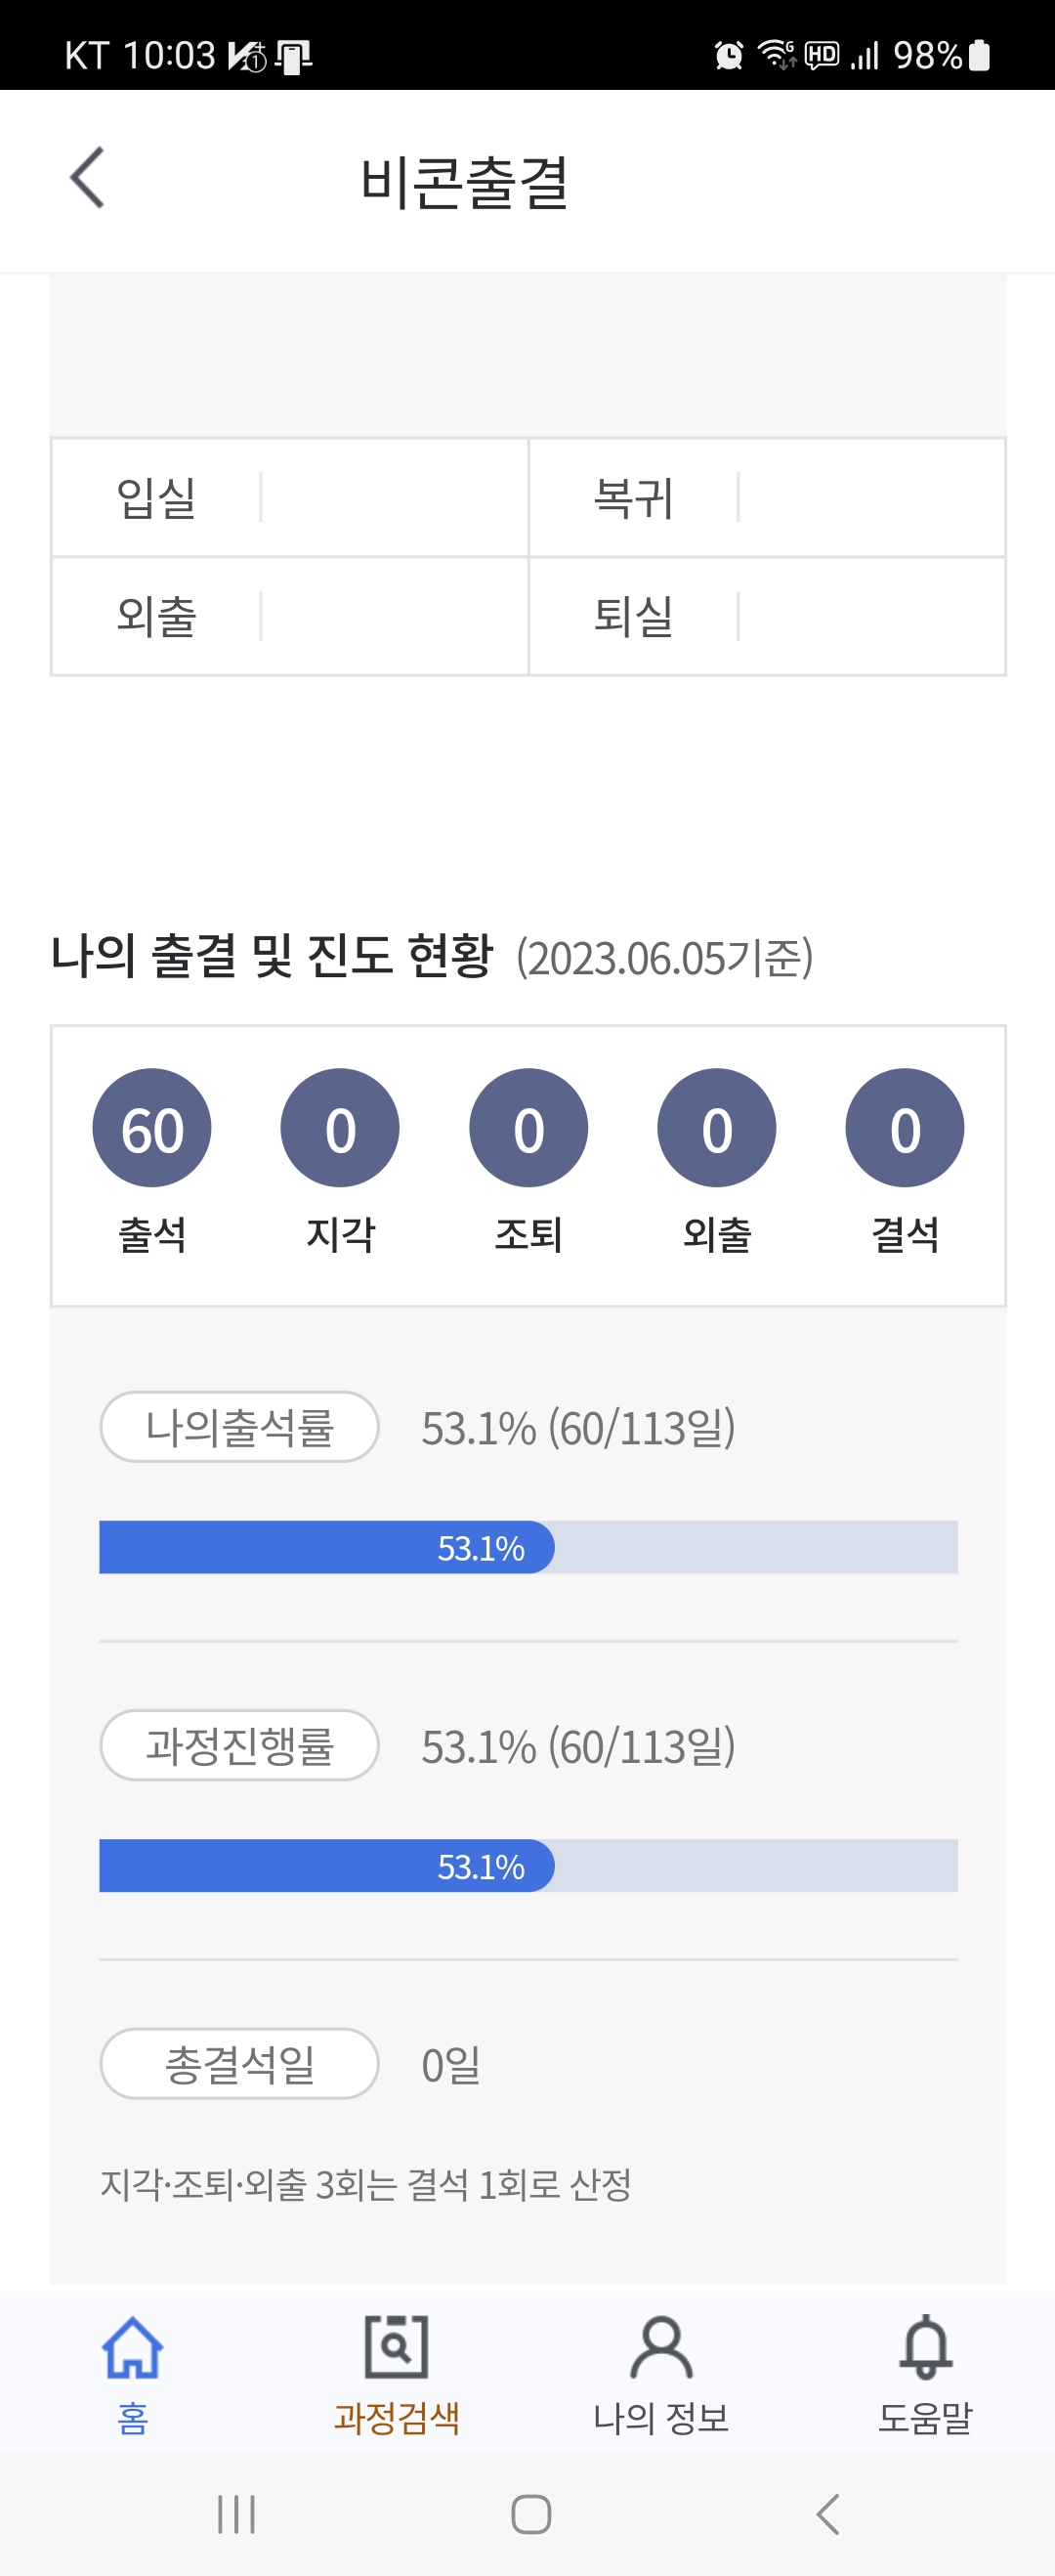 KT 10:03 98%
비콘출결
입실 복귀
외출 퇴실
나의 출결 및 진도 현황 (2023.06.05기준)
60 0 0 0 0
출석 지각 조퇴 외출 결석
나의출석률 53.1% (60/113일)
53.1%
과정진행률 53.1% (60/113일)
53.1%
총결석일 0일
지각·조퇴·외출 3회는 결석 1회로 산정
홈 과정검색 나의 정보 도움말